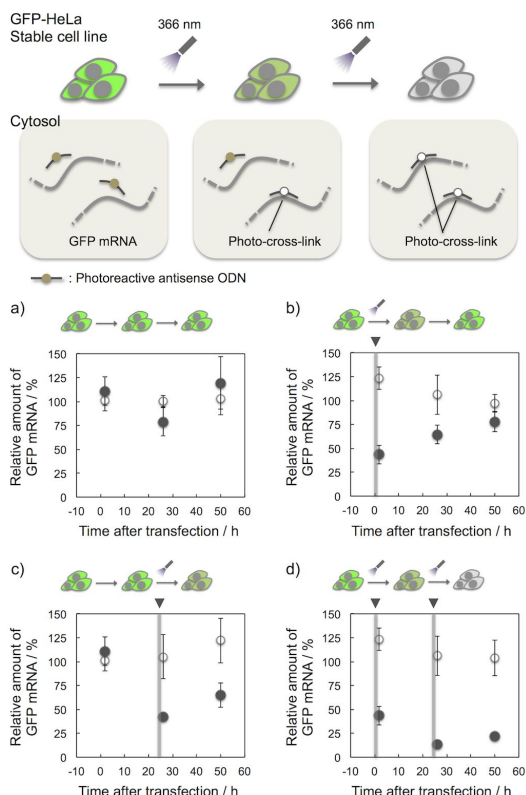 GFP-HeLa
Stable cell line
366 nm
366 nm
Cytosol
GFP mRNA
Photo-cross-link
Photo-cross-link
: Photoreactive antisense ODN
a)
Relative amount of
GFP mRNA / %
150
125
100
75
50
25
0
-10 0 10 20 30 40 50 60
Time after transfection / h
b)
Relative amount of
GFP mRNA / %
150
125
100
75
50
25
0
-10 0 10 20 30 40 50 60
Time after transfection / h
c)
Relative amount of
GFP mRNA / %
150
125
100
75
50
25
0
-10 0 10 20 30 40 50 60
Time after transfection / h
d)
Relative amount of
GFP mRNA / %
150
125
100
75
50
25
0
-10 0 10 20 30 40 50 60
Time after transfection / h